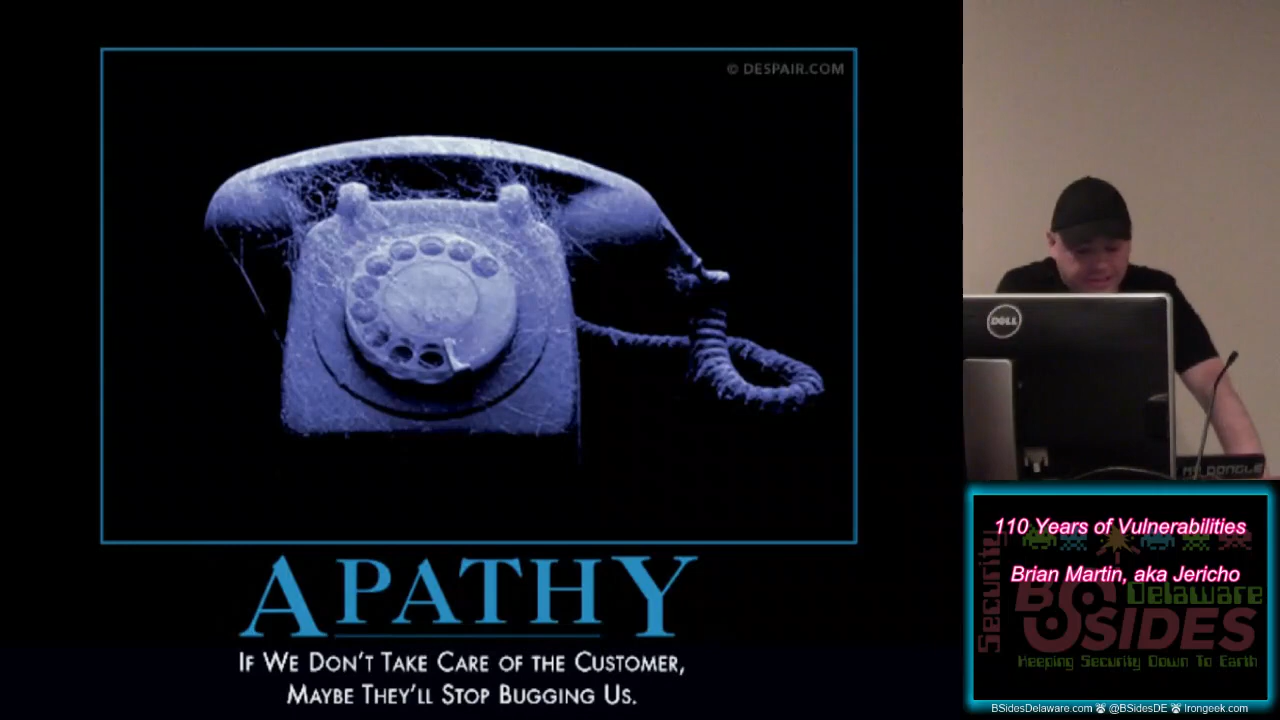 © DESPAIR.COM
APATHY
IF WE DON'T TAKE CARE OF THE CUSTOMER,
MAYBE THEY'LL STOP BUGGING US.
DELL
MR DONGLE
110 Years of Vulnerabilities
Brian Martin, aka Jericho
Security
BSIDES
Delaware
Keeping Security Down To Earth
BSidesDelaware.com @BSidesDE Irongeek.com